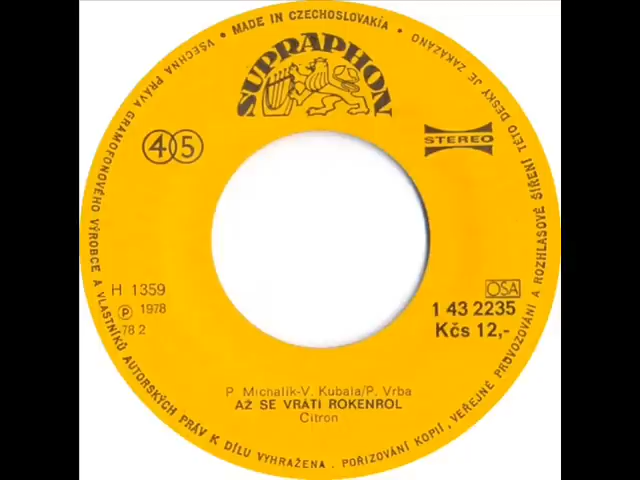 MADE IN CZECHOSLOVAKIA
VŠECHNA PRÁVA GRAMOFONOVÉHO VÝROBCE A VLASTNÍKŮ AUTORSKÝCH PRÁV K DÍLU VYHRAŽENA. POŘIZOVÁNÍ KOPIÍ, VEŘEJNÉ PROVOZOVÁNÍ A ROZHLASOVÉ ŠÍŘENÍ TÉTO DESKY JE ZAKÁZÁNO
SUPRAPHON
45
STEREO
H 1359
Ⓟ 1978
78 2
OSA
1 43 2235
Kčs 12,-
P. Michalík-V. Kubala/P. Vrba
AŽ SE VRÁTÍ ROKENROL
Citron